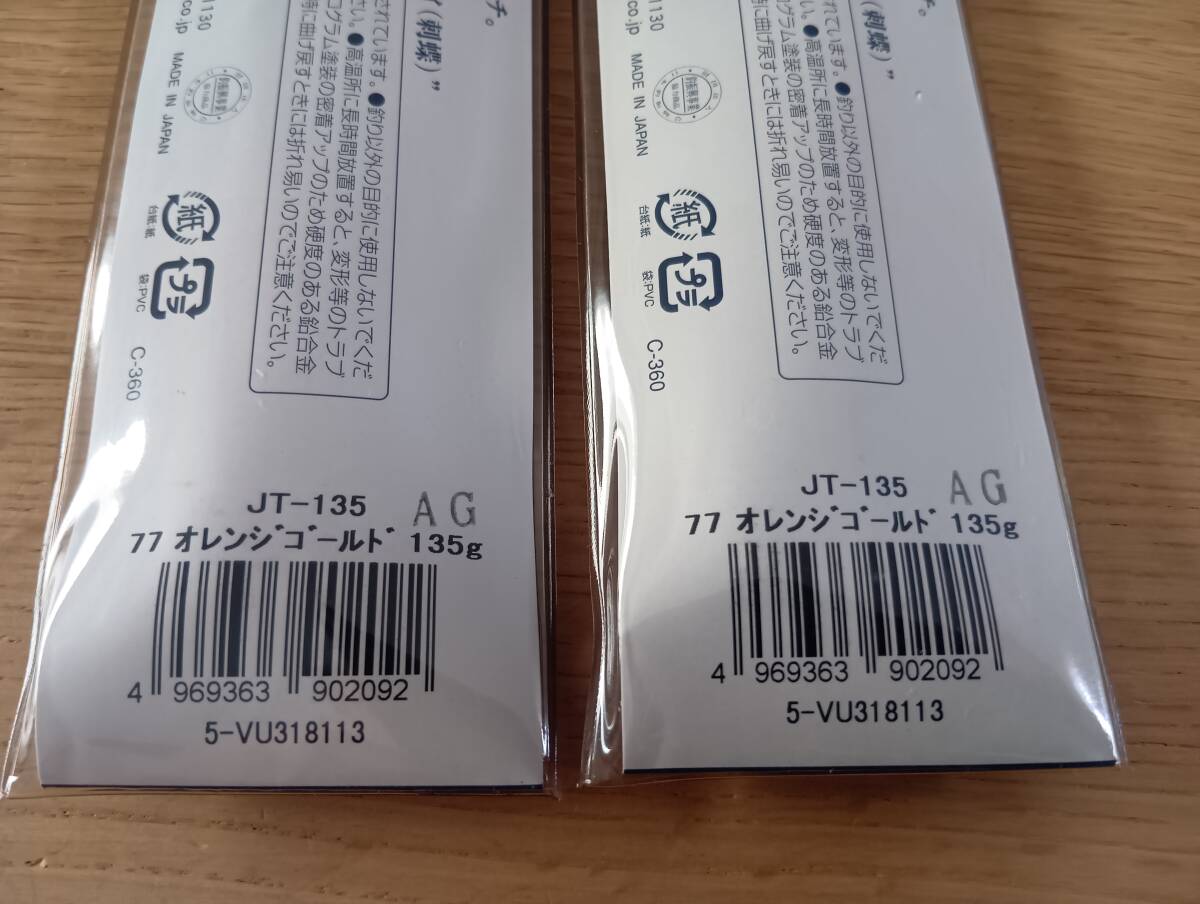 チ。
(刺蝶)”
されています。●釣り以外の目的に使用しないでくだ
さい。●高温所に長時間放置すると、変形等のトラブ
ログラム塗装の密着アップのため硬度のある鉛合金
時に曲げ戻すときには折れ易いのでご注意ください。
1130
co.jp
MADE IN JAPAN
紙
台紙:紙
プラ
袋:PVC
C-360
JT-135 AG
77 オレンジゴールド 135g
4 969363 902092
5-VU318113
チ。
(刺蝶)”
れています。●釣り以外の目的に使用しないでくだ
い。●高温所に長時間放置すると、変形等のトラブ
グラム塗装の密着アップのため硬度のある鉛合金
に曲げ戻すときには折れ易いのでご注意ください。
1130
o.jp
MADE IN JAPAN
紙
台紙:紙
プラ
袋:PVC
C-360
JT-135 AG
77 オレンジゴールド 135g
4 969363 902092
5-VU318113